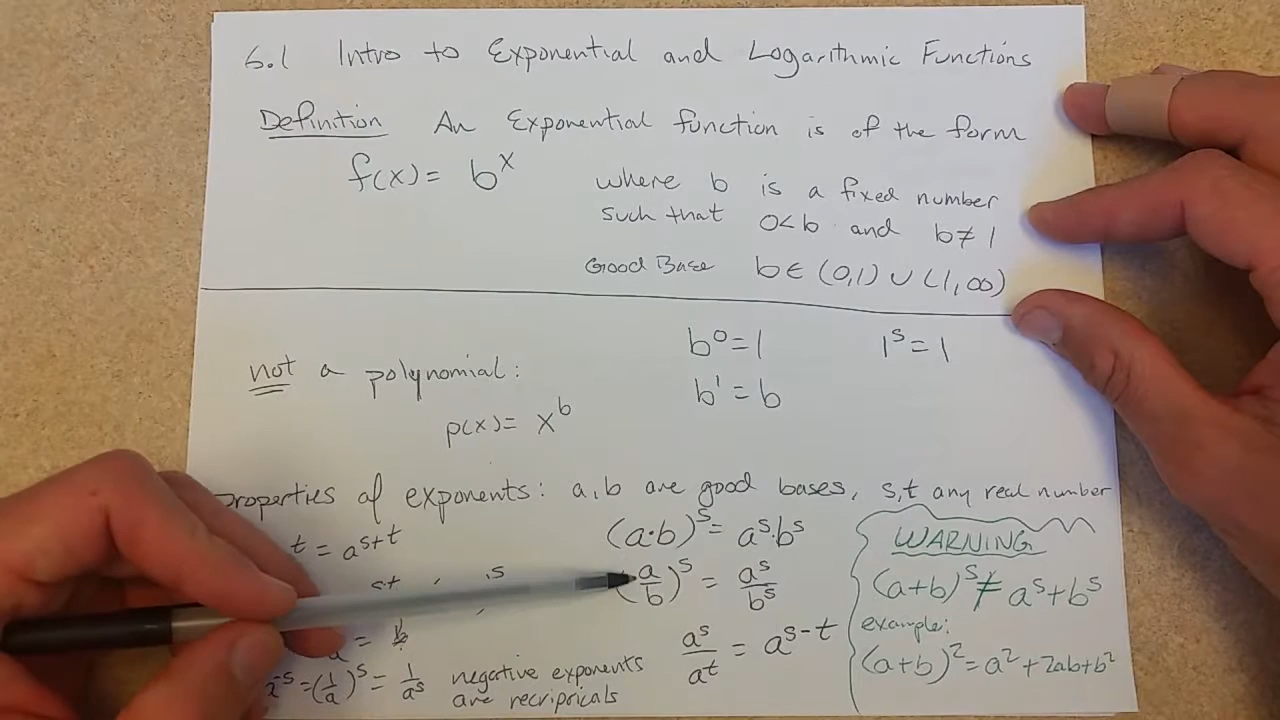 6.1 Intro to Exponential and Logarithmic Functions
Definition An Exponential function is of the form
f(x) = b^x
where b is a fixed number
such that 0<b and b≠1
Good Base b∈(0,1)∪(1,∞)
not a polynomial:
p(x) = x^b
b^0=1
1^s=1
b^1=b
properties of exponents: a,b are good bases, s,t any real number
t = a^(s+t)
(a·b)^s = a^s·b^s
(a/b)^s = a^s/b^s
a^s/a^t = a^(s-t)
a^-s = (1/a)^s = 1/a^s
negative exponents
are recripricals
WARNING
(a+b)^s ≠ a^s+b^s
example:
(a+b)^2 = a^2+2ab+b^2